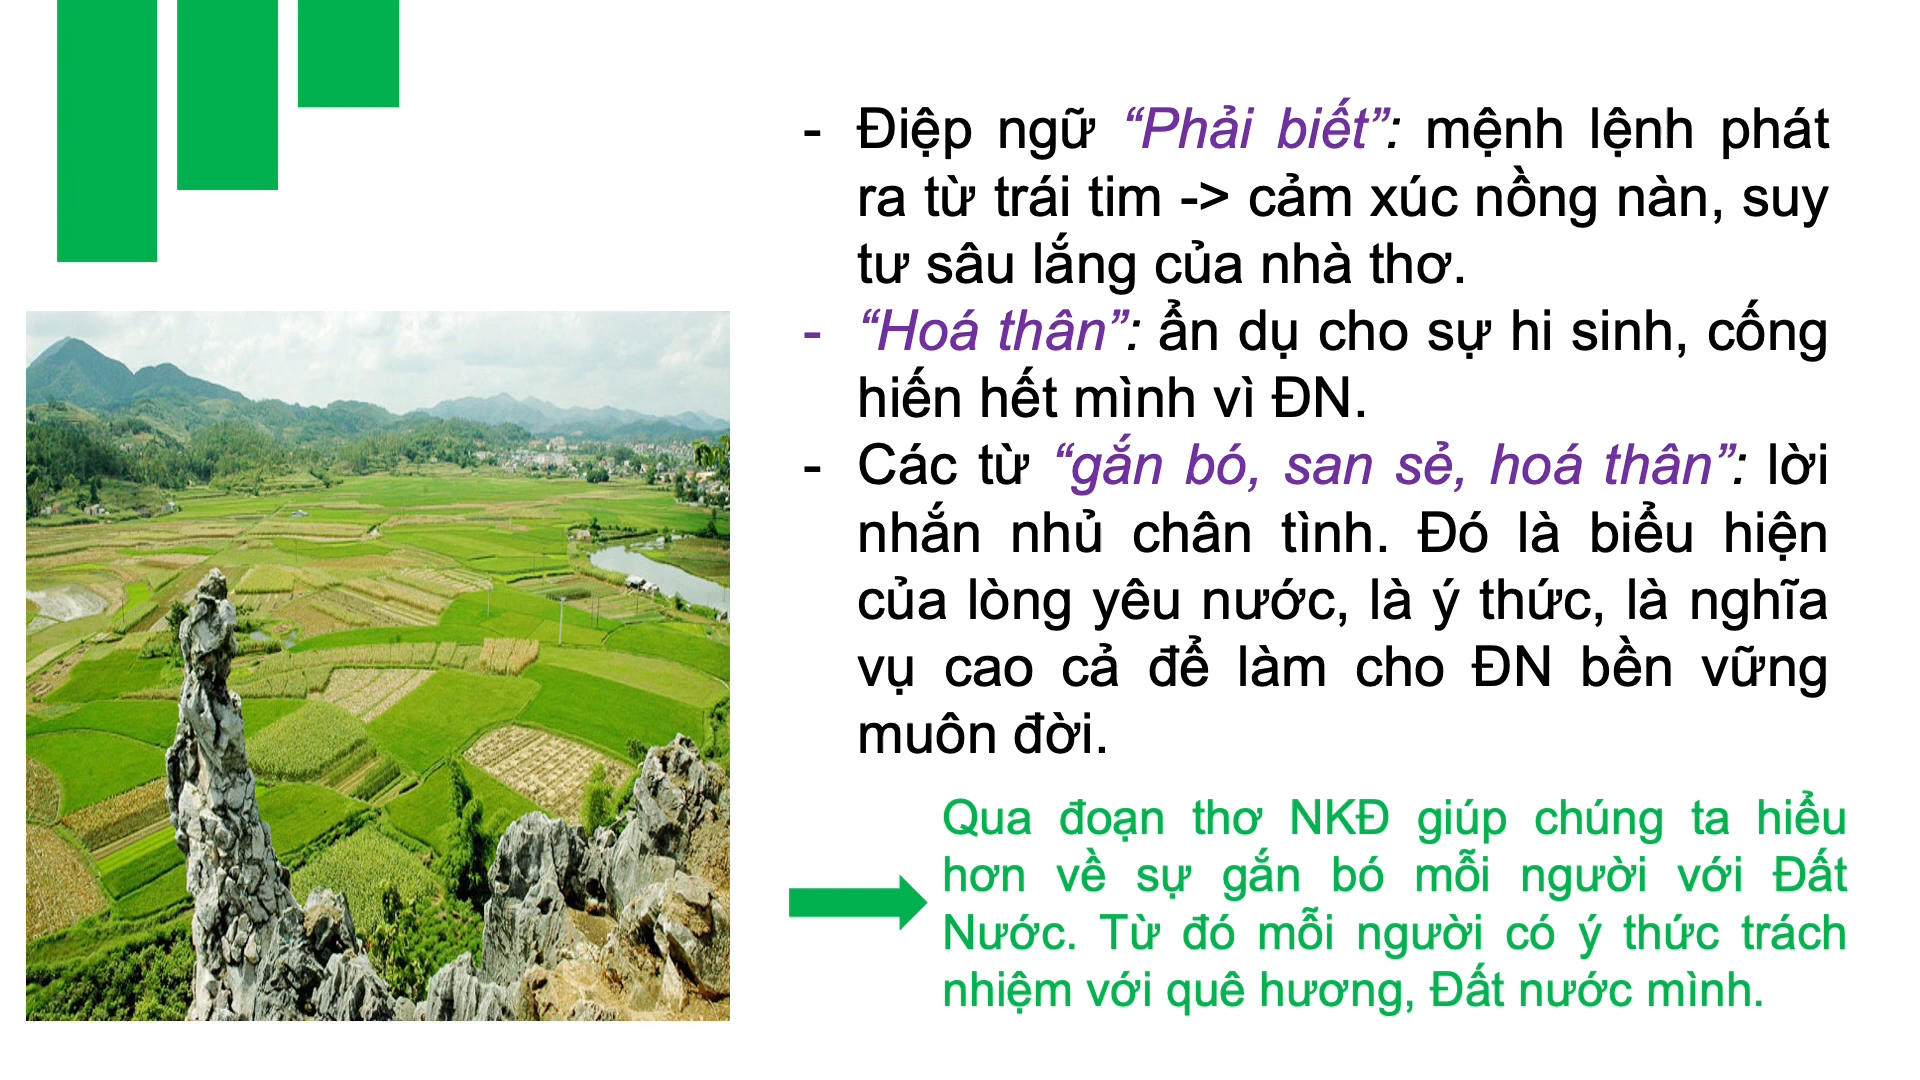 - Điệp ngữ “Phải biết”: mệnh lệnh phát
ra từ trái tim -> cảm xúc nồng nàn, suy
tư sâu lắng của nhà thơ.
- “Hoá thân”: ẩn dụ cho sự hi sinh, cống
hiến hết mình vì ĐN.
- Các từ “gắn bó, san sẻ, hoá thân”: lời
nhắn nhủ chân tình. Đó là biểu hiện
của lòng yêu nước, là ý thức, là nghĩa
vụ cao cả để làm cho ĐN bền vững
muôn đời.
Qua đoạn thơ NKĐ giúp chúng ta hiểu
hơn về sự gắn bó mỗi người với Đất
Nước. Từ đó mỗi người có ý thức trách
nhiệm với quê hương, Đất nước mình.